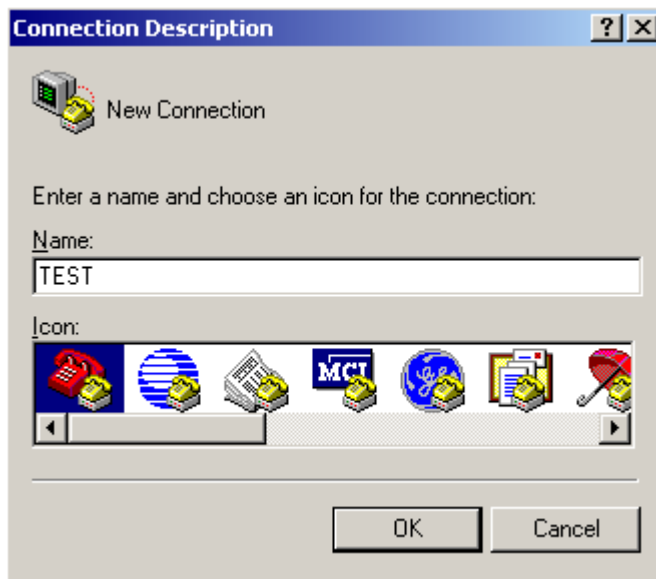 Connection Description
New Connection
Enter a name and choose an icon for the connection:
Name:
TEST
Icon:
MCI
OK Cancel